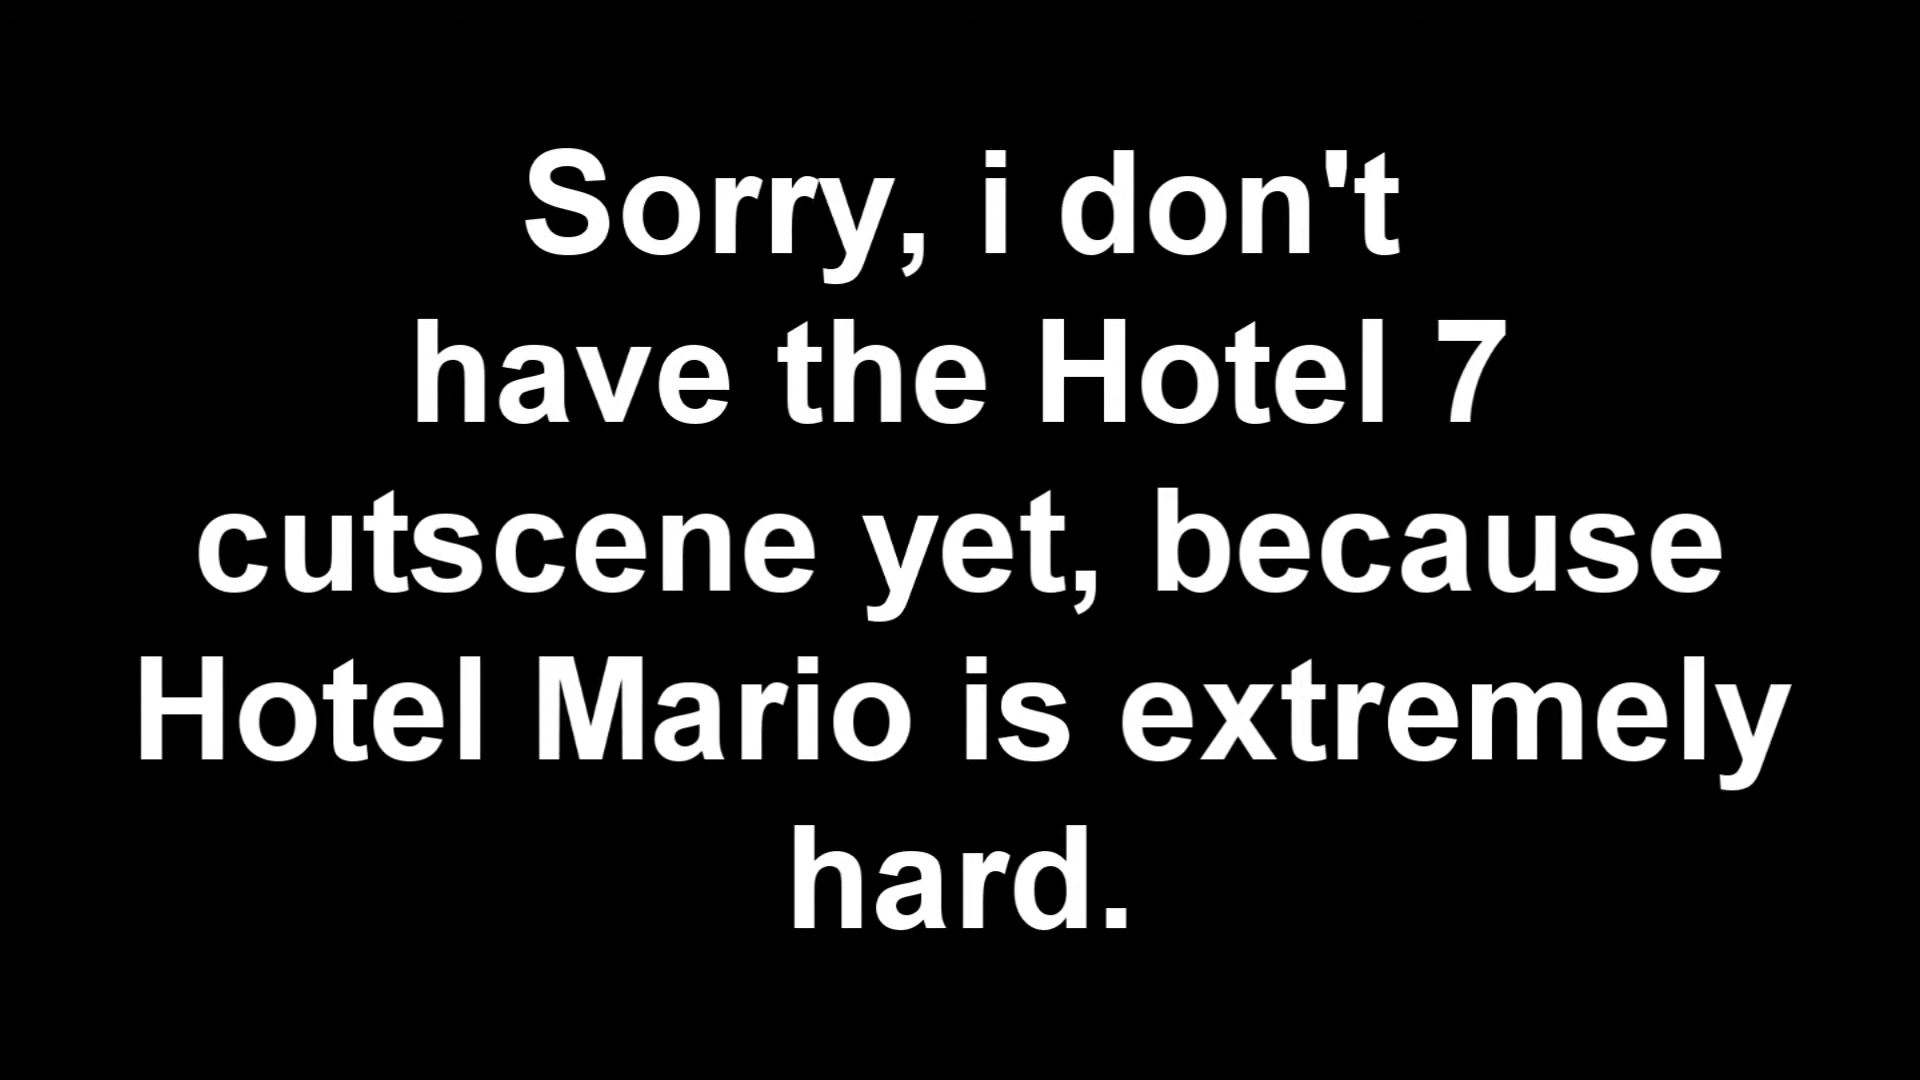 Sorry, i don't
have the Hotel 7
cutscene yet, because
Hotel Mario is extremely
hard.